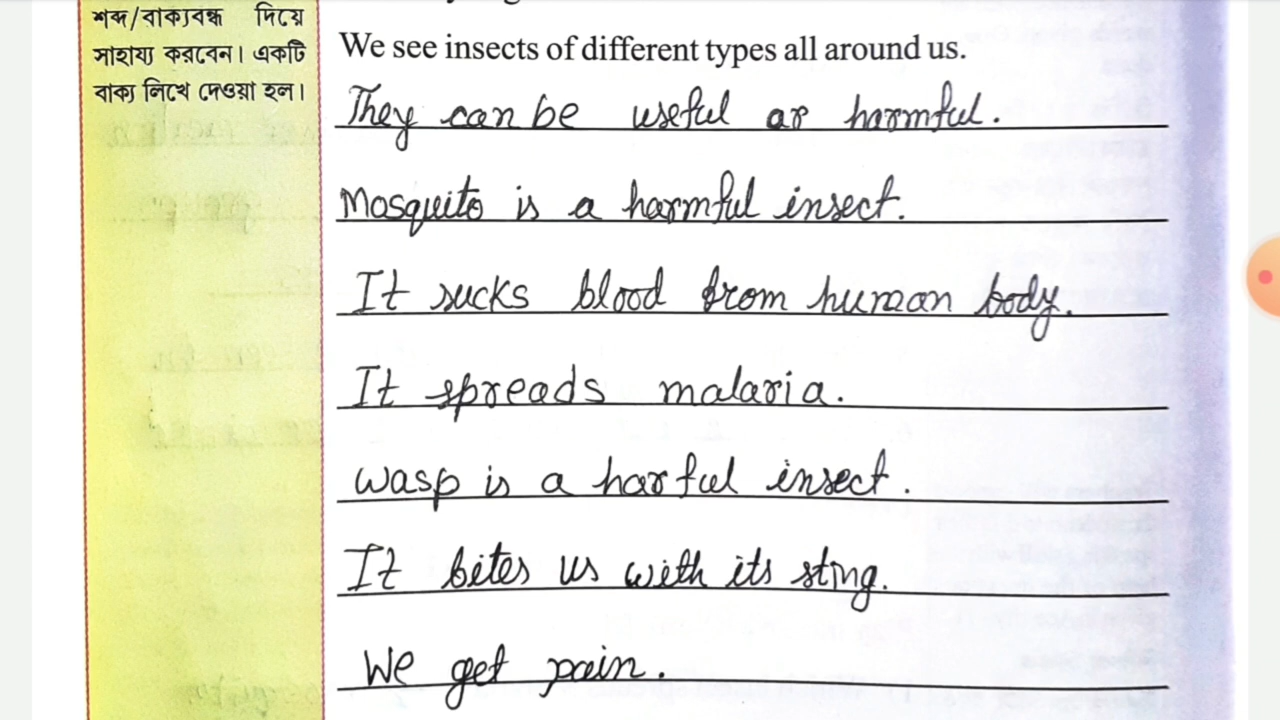 শব্দ/বাক্যবন্ধ দিয়ে
সাহায্য করবেন। একটি
বাক্য লিখে দেওয়া হল।
We see insects of different types all around us.
They can be useful or harmful.
Mosquito is a harmful insect.
It sucks blood from human body.
It spreads malaria.
Wasp is a harful insect.
It bites us with its sting.
We get pain.